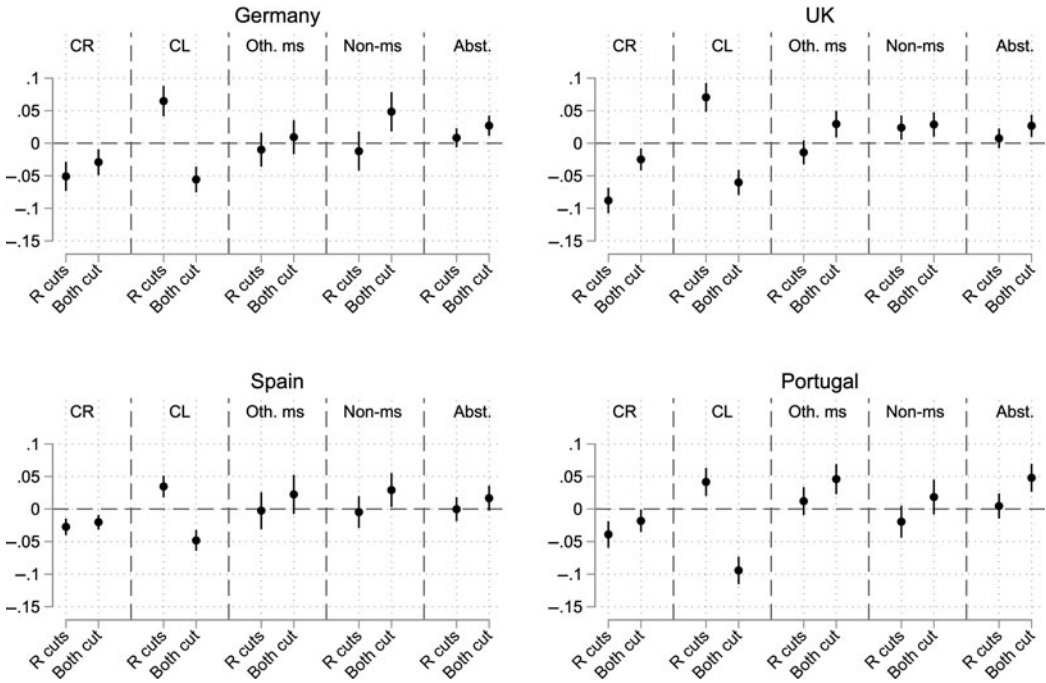 Germany
CR CL Oth. ms Non-ms Abst.
.1
.05
0
−.05
−.1
−.15
R cuts Both cut R cuts Both cut R cuts Both cut R cuts Both cut R cuts Both cut
UK
CR CL Oth. ms Non-ms Abst.
.1
.05
0
−.05
−.1
−.15
R cuts Both cut R cuts Both cut R cuts Both cut R cuts Both cut R cuts Both cut
Spain
CR CL Oth. ms Non-ms Abst.
.1
.05
0
−.05
−.1
−.15
R cuts Both cut R cuts Both cut R cuts Both cut R cuts Both cut R cuts Both cut
Portugal
CR CL Oth. ms Non-ms Abst.
.1
.05
0
−.05
−.1
−.15
R cuts Both cut R cuts Both cut R cuts Both cut R cuts Both cut R cuts Both cut